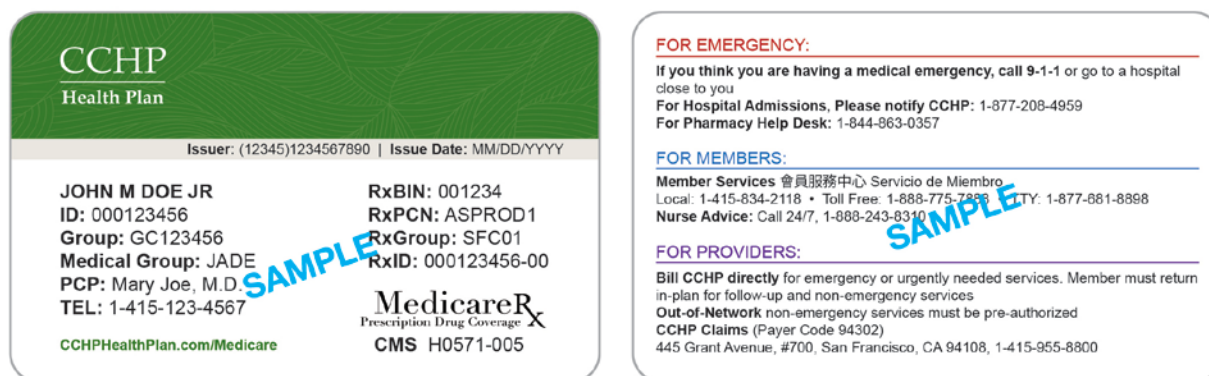 CCHP
Health Plan
Issuer: (12345)1234567890 | Issue Date: MM/DD/YYYY
JOHN M DOE JR
ID: 000123456
Group: GC123456
Medical Group: JADE
PCP: Mary Joe, M.D.
TEL: 1-415-123-4567
CCHPHealthPlan.com/Medicare
RxBIN: 001234
RxPCN: ASPROD1
RxGroup: SFC01
RxID: 000123456-00
SAMPLE
MedicareRx
Prescription Drug Coverage
CMS H0571-005
FOR EMERGENCY:
If you think you are having a medical emergency, call 9-1-1 or go to a hospital
close to you
For Hospital Admissions, Please notify CCHP: 1-877-208-4959
For Pharmacy Help Desk: 1-844-863-0357
FOR MEMBERS:
Member Services 會員服務中心 Servicio de Miembro
Local: 1-415-834-2118 • Toll Free: 1-888-775-7888 • TTY: 1-877-681-8898
Nurse Advice: Call 24/7, 1-888-243-8310
SAMPLE
FOR PROVIDERS:
Bill CCHP directly for emergency or urgently needed services. Member must return
in-plan for follow-up and non-emergency services
Out-of-Network non-emergency services must be pre-authorized
CCHP Claims (Payer Code 94302)
445 Grant Avenue, #700, San Francisco, CA 94108, 1-415-955-8800